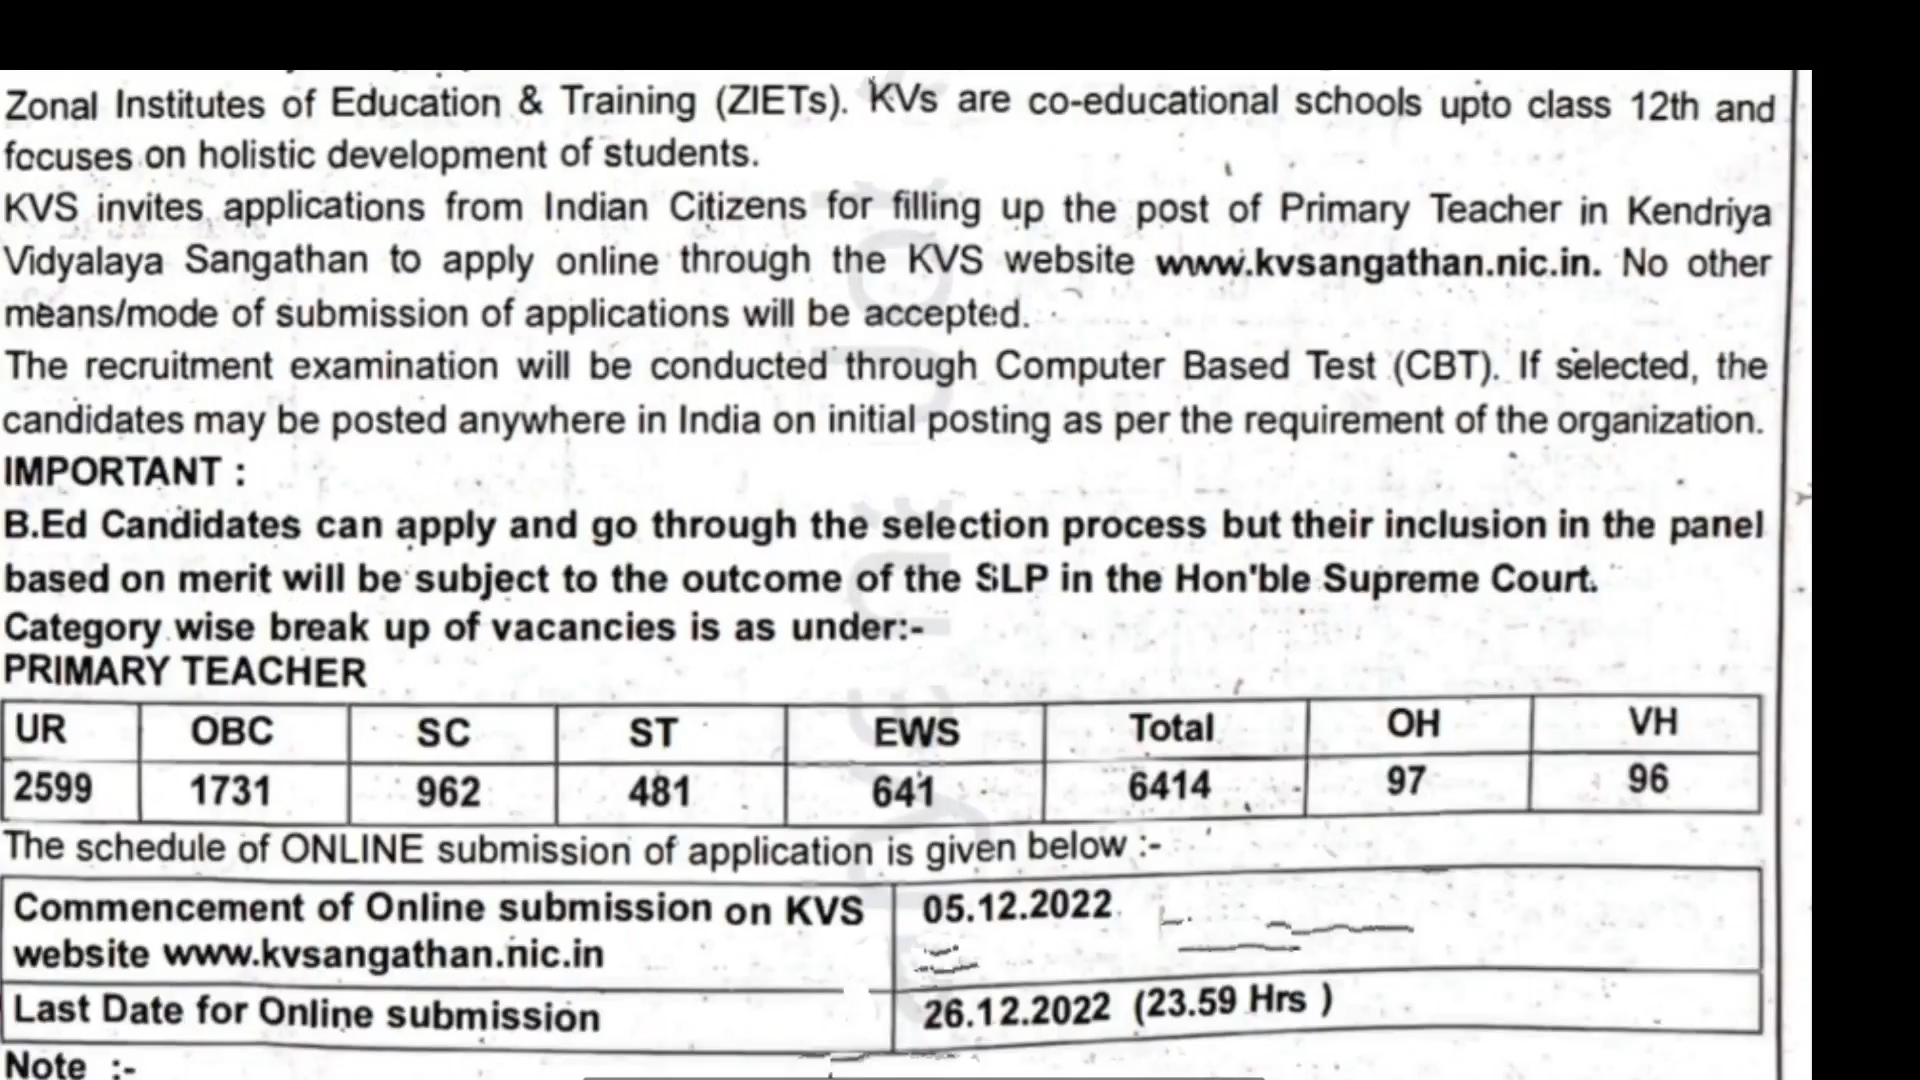 Zonal Institutes of Education & Training (ZIETs). KVs are co-educational schools upto class 12th and
focuses on holistic development of students.
KVS invites applications from Indian Citizens for filling up the post of Primary Teacher in Kendriya
Vidyalaya Sangathan to apply online through the KVS website www.kvsangathan.nic.in. No other
means/mode of submission of applications will be accepted.
The recruitment examination will be conducted through Computer Based Test (CBT). If selected, the
candidates may be posted anywhere in India on initial posting as per the requirement of the organization.
IMPORTANT :
B.Ed Candidates can apply and go through the selection process but their inclusion in the panel
based on merit will be subject to the outcome of the SLP in the Hon'ble Supreme Court.
Category wise break up of vacancies is as under:-
PRIMARY TEACHER
UR OBC SC ST EWS Total OH VH
2599 1731 962 481 641 6414 97 96
The schedule of ONLINE submission of application is given below :-
Commencement of Online submission on KVS 05.12.2022
website www.kvsangathan.nic.in
Last Date for Online submission 26.12.2022 (23.59 Hrs )
Note :-